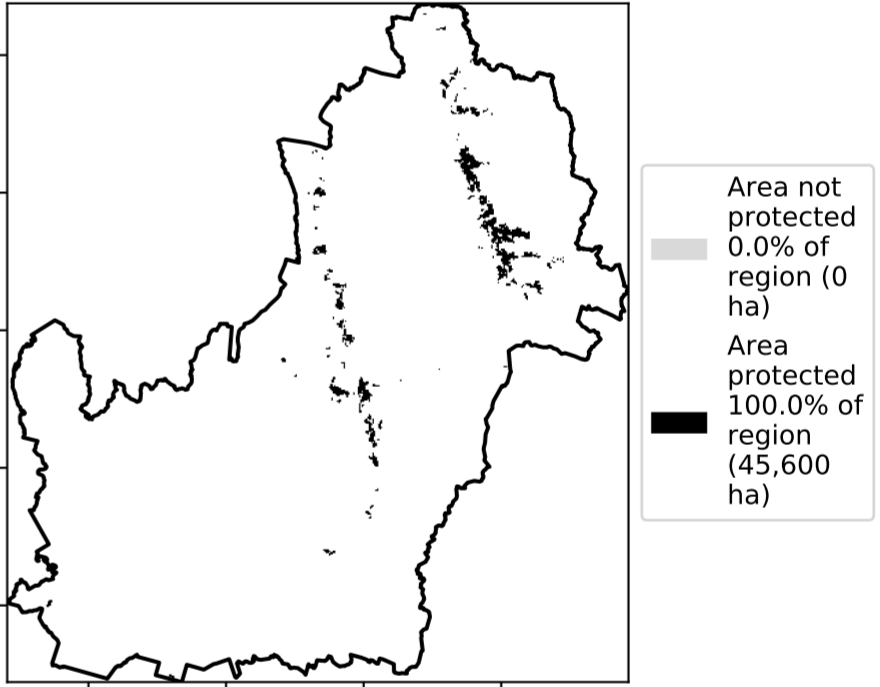 Area not
protected
0.0% of
region (0
ha)
Area
protected
100.0% of
region
(45,600
ha)